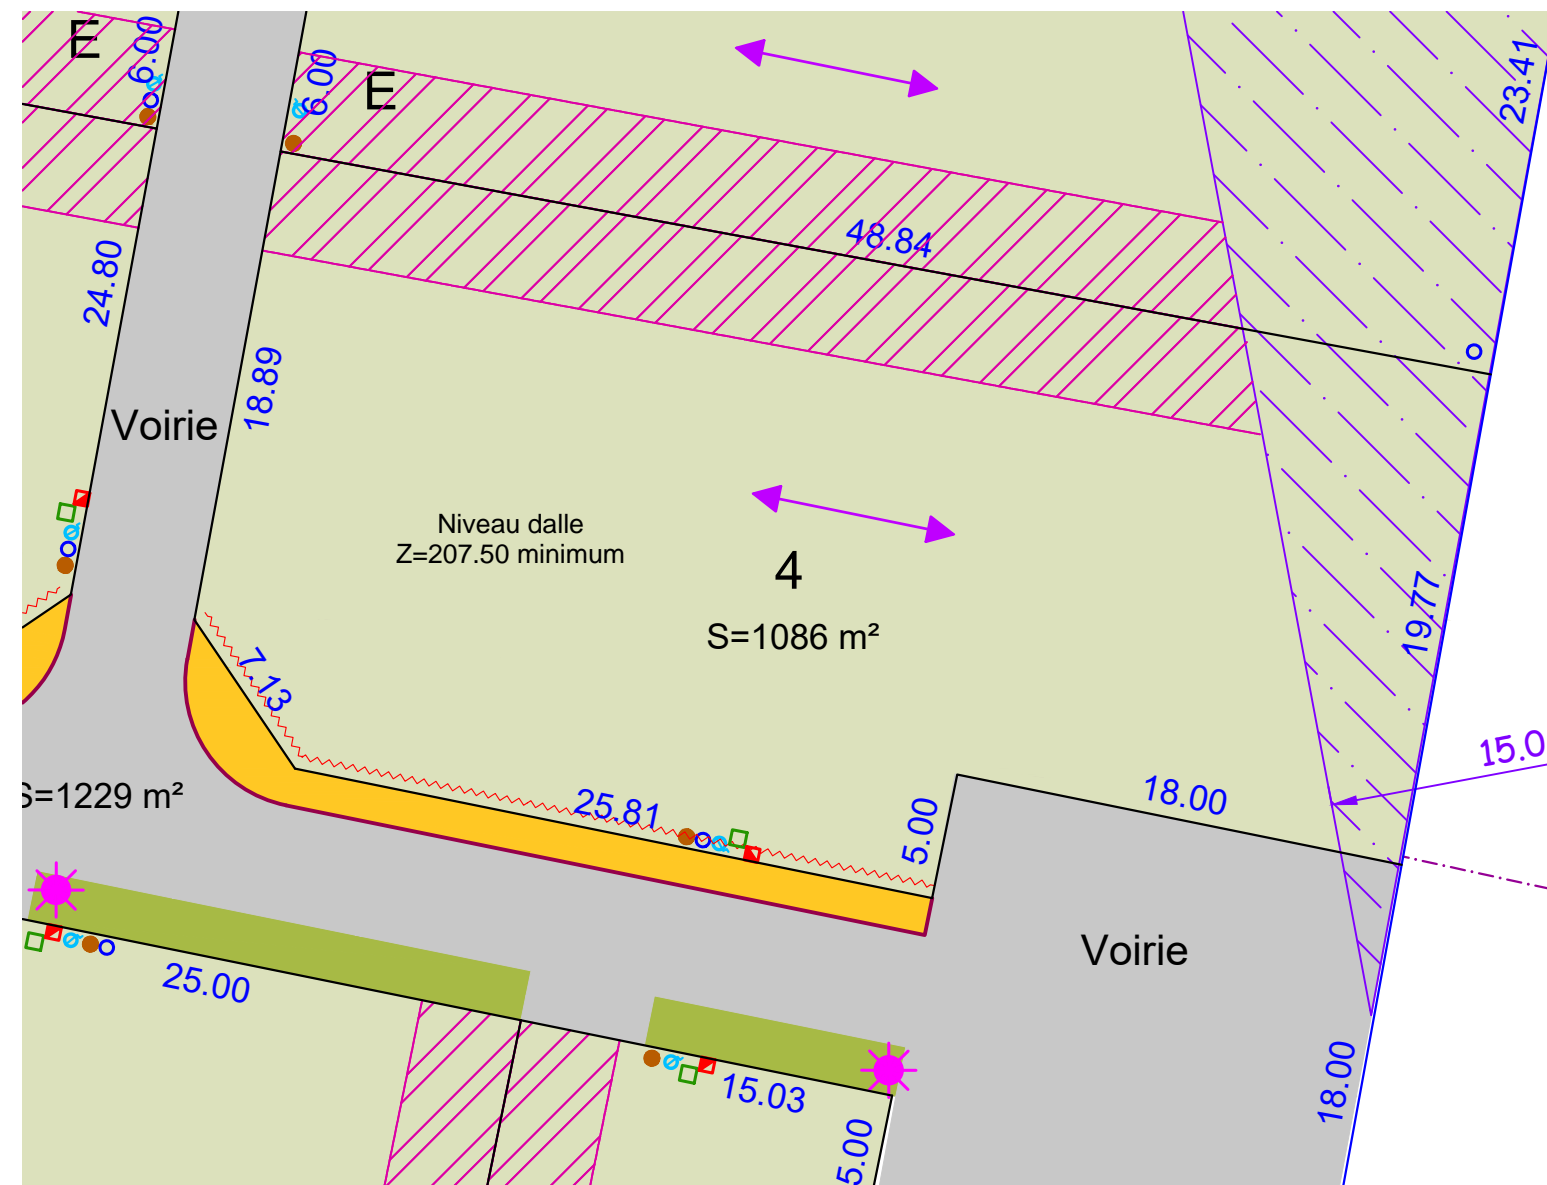 E
6.00
6.00
E
23.41
48.84
24.80
18.89
Voirie
Niveau dalle
Z=207.50 minimum
4
S=1086 m²
19.77
7.13
15.0
S=1229 m²
25.81
5.00
18.00
Voirie
25.00
15.03
18.00
5.00